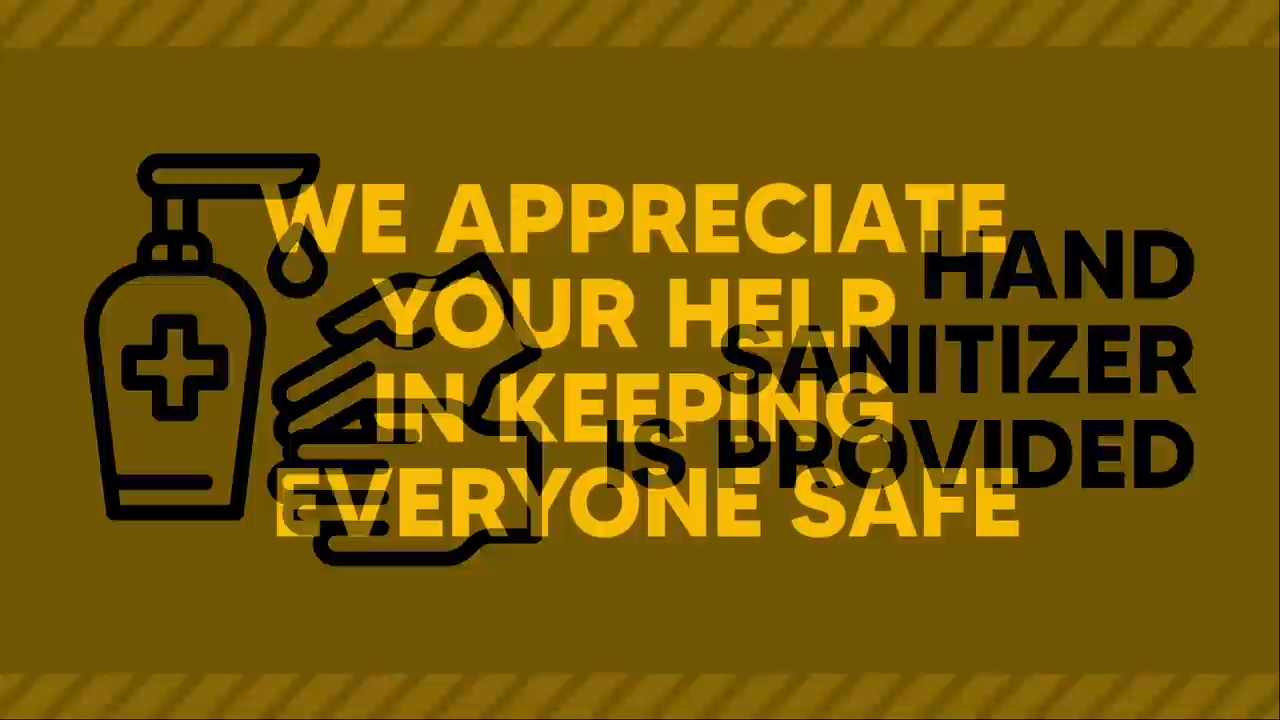 WE APPRECIATE
YOUR HELP
IN KEEPING
EVERYONE SAFE
HAND
SANITIZER
IS PROVIDED